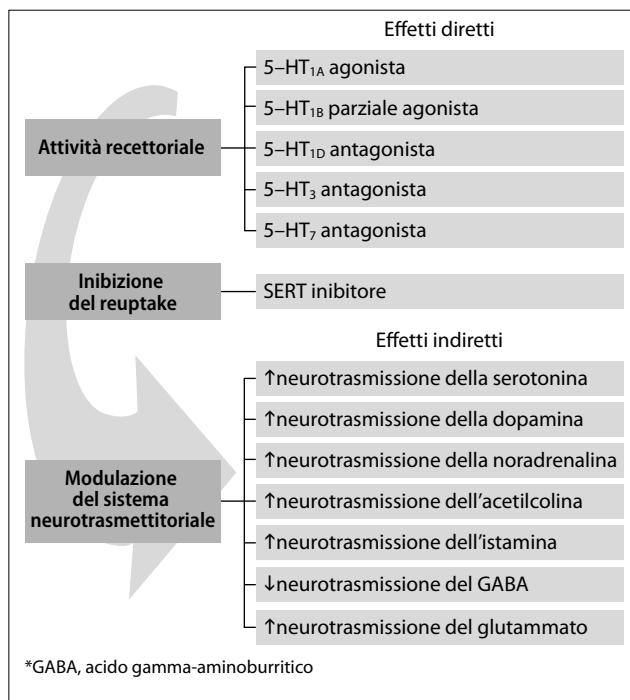 Effetti diretti
Attività recettoriale
5–HT1A agonista
5–HT1B parziale agonista
5–HT1D antagonista
5–HT3 antagonista
5–HT7 antagonista
Inibizione
del reuptake
SERT inibitore
Effetti indiretti
Modulazione
del sistema
neurotrasmettitoriale
↑neurotrasmissione della serotonina
↑neurotrasmissione della dopamina
↑neurotrasmissione della noradrenalina
↑neurotrasmissione dell’acetilcolina
↑neurotrasmissione dell’istamina
↓neurotrasmissione del GABA
↑neurotrasmissione del glutammato
*GABA, acido gamma-aminoburritico